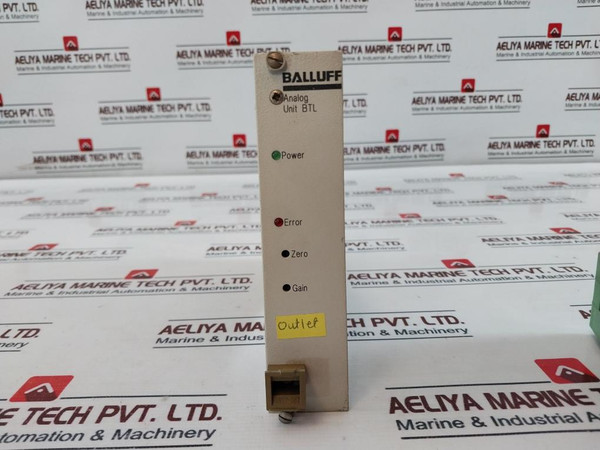 BALLUFF
Analog
Unit BTL
Power
Error
Zero
Gain
Outlet
AELIYA MARINE TECH PVT. LTD.
Marine & Industrial Automation & Machinery